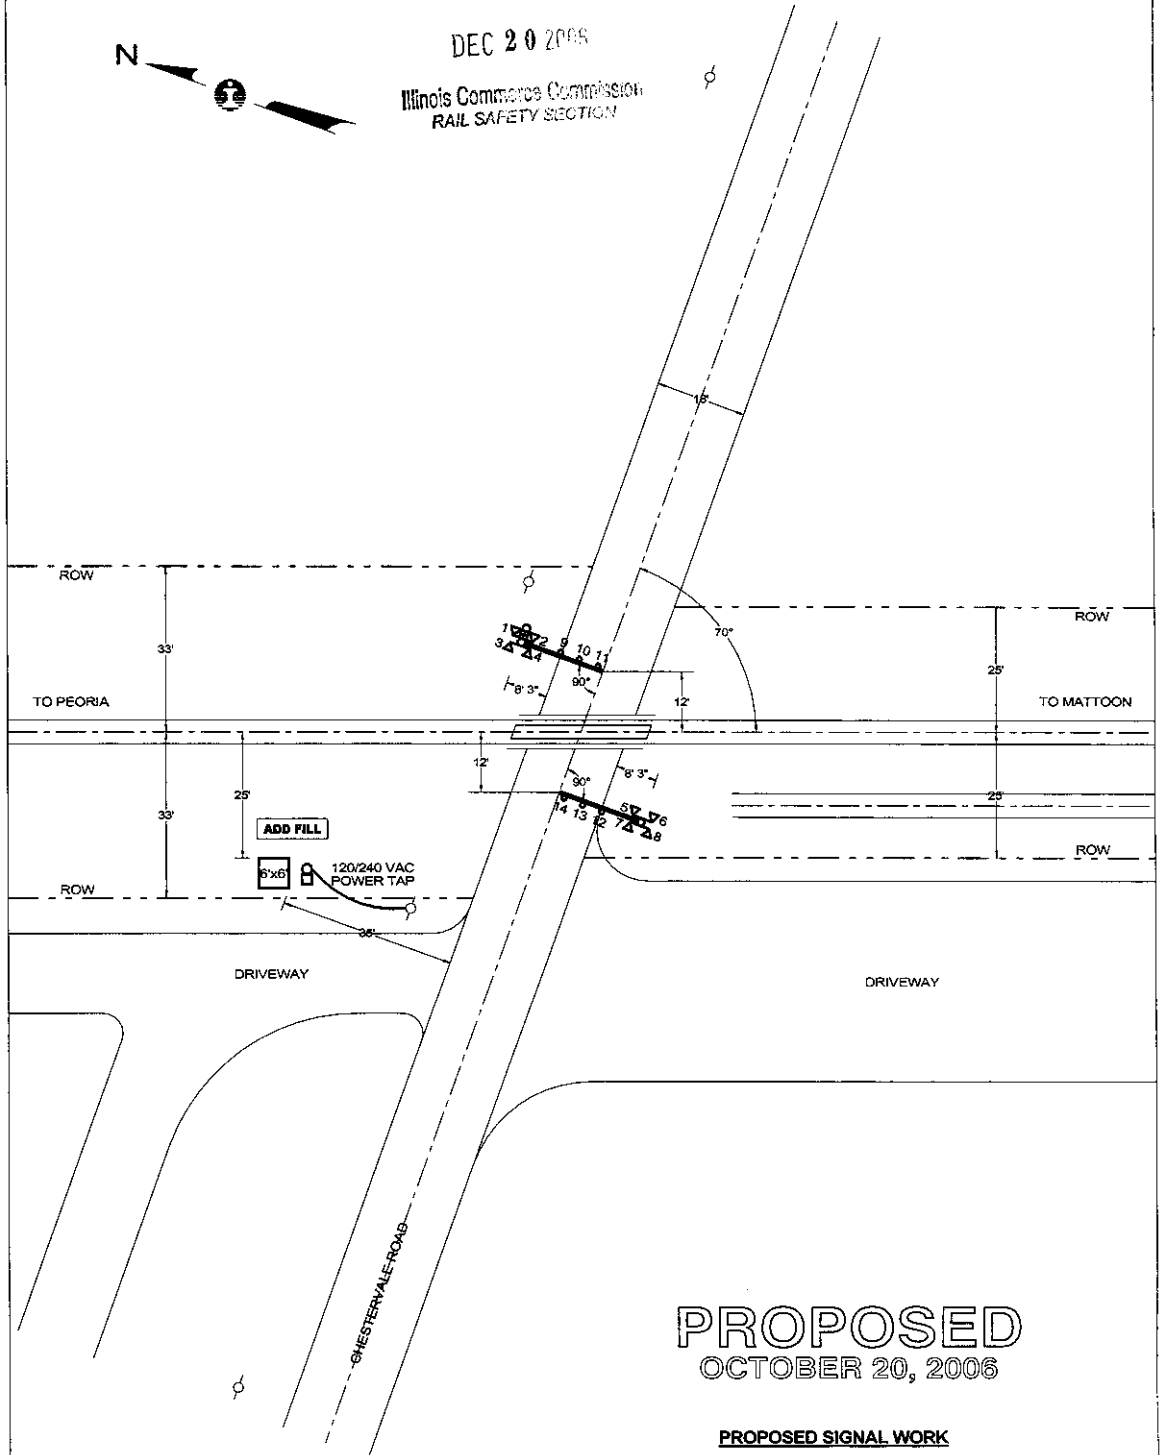 N
DEC 20 2006
Illinois Commerce Commission
RAIL SAFETY SECTION
18'
ROW
ROW
70°
33'
25'
1 2
3 4
9 10 11
90°
8' 3"
12'
TO PEORIA
TO MATTOON
12'
90°
8' 3"
33'
25'
25'
14 13 12
5 6
7 8
ADD FILL
6'x6'
120/240 VAC
POWER TAP
ROW
ROW
35'
DRIVEWAY
DRIVEWAY
CHESTERVALE ROAD
PROPOSED
OCTOBER 20, 2006
PROPOSED SIGNAL WORK